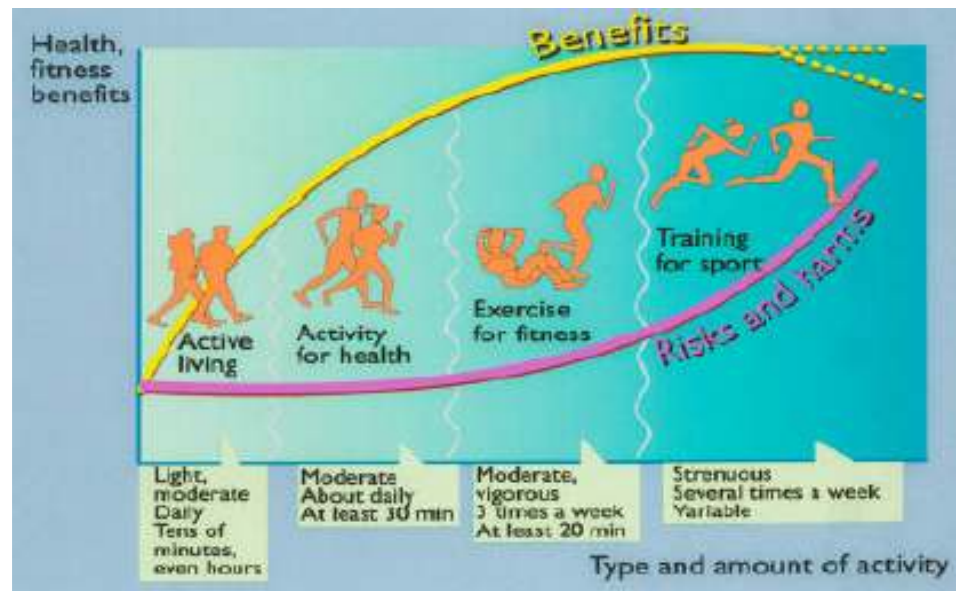 Health,
fitness
benefits
Benefits
Active
living
Activity
for health
Exercise
for fitness
Training
for sport
Risks and harms
Light,
moderate
Daily
Tens of
minutes,
even hours
Moderate
About daily
At least 30 min
Moderate,
vigorous
3 times a week
At least 20 min
Strenuous
Several times a week
Variable
Type and amount of activity